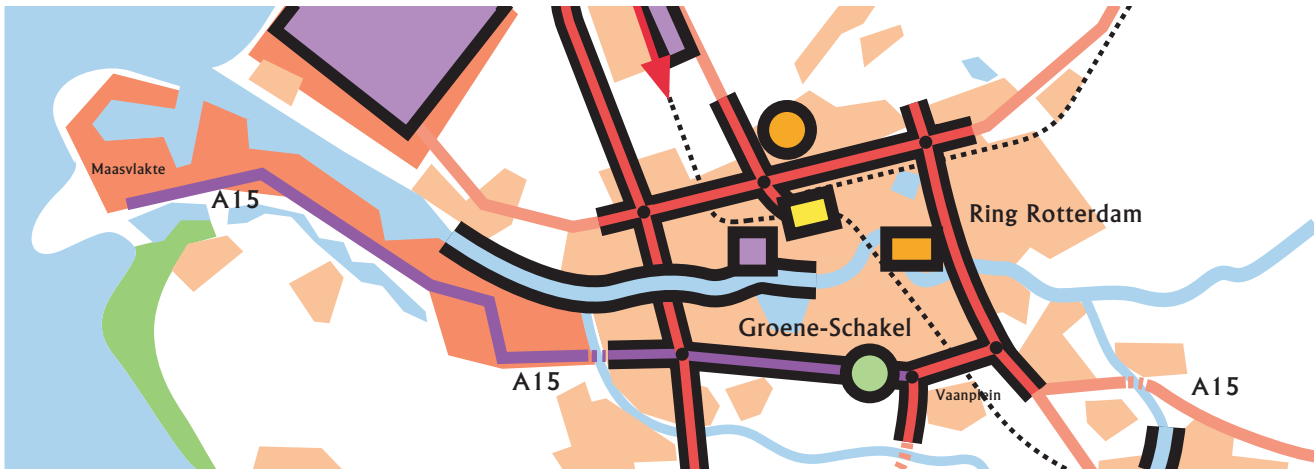 Maasvlakte
A15
Ring Rotterdam
Groene-Schakel
A15
Vaanplein
A15